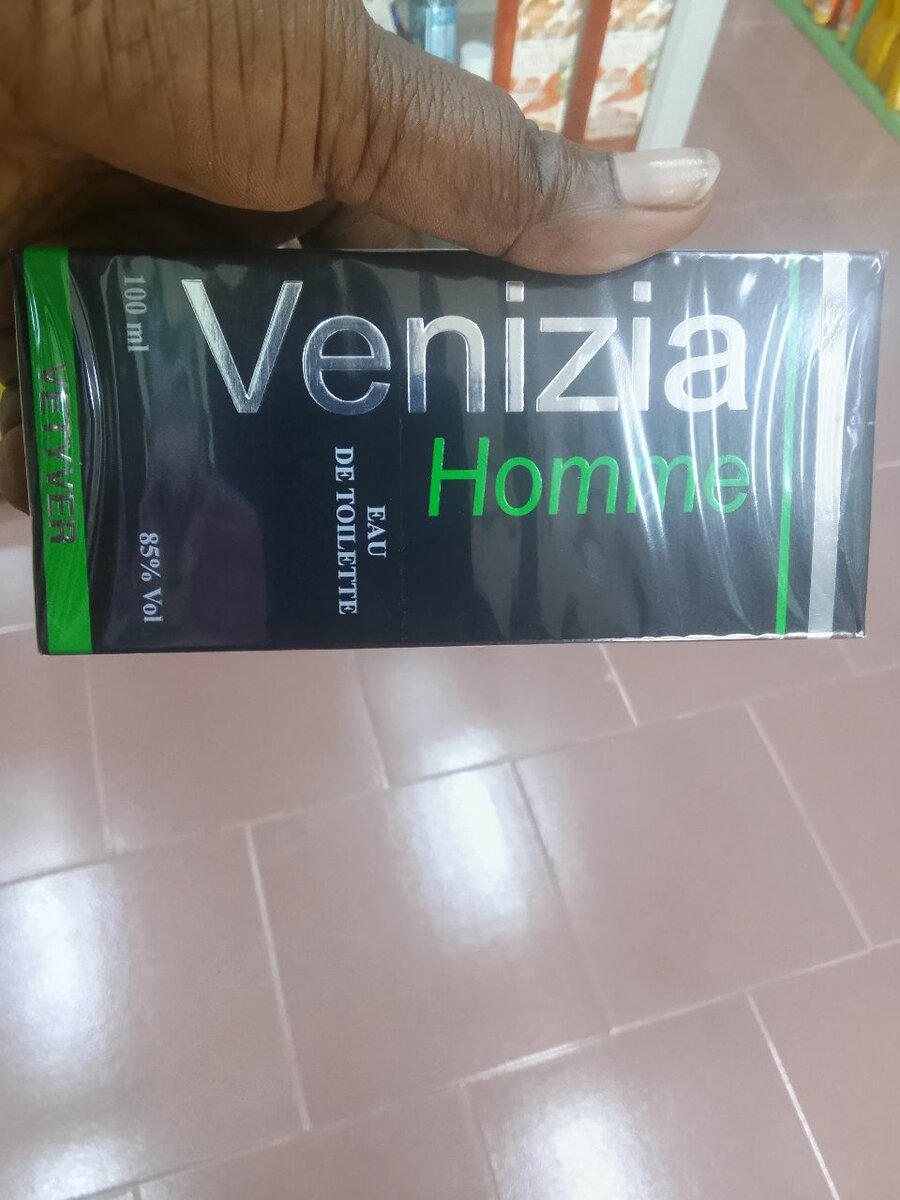 Venizia
Homme
EAU
DE TOILETTE
100 ml
85% Vol
VETYVER